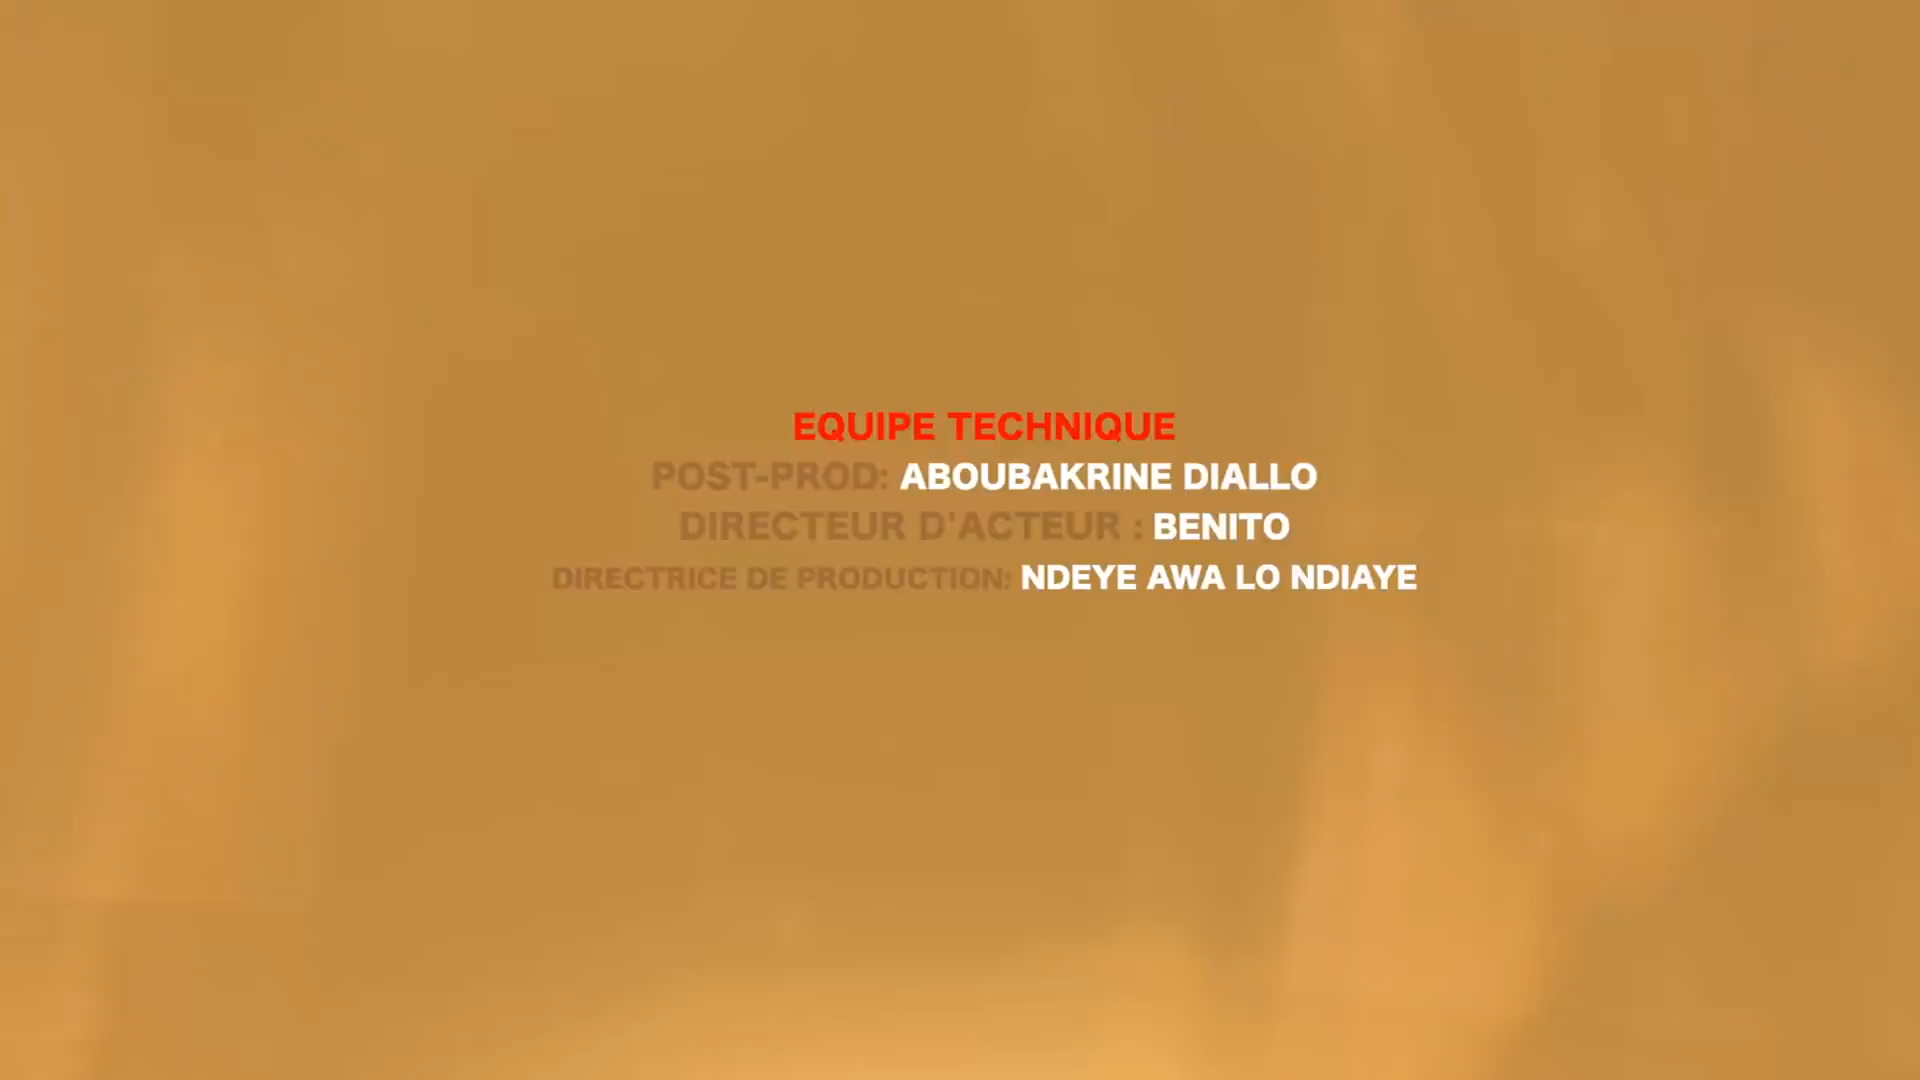 EQUIPE TECHNIQUE
POST-PROD: ABOUBAKRINE DIALLO
DIRECTEUR D'ACTEUR : BENITO
DIRECTRICE DE PRODUCTION: NDEYE AWA LO NDIAYE